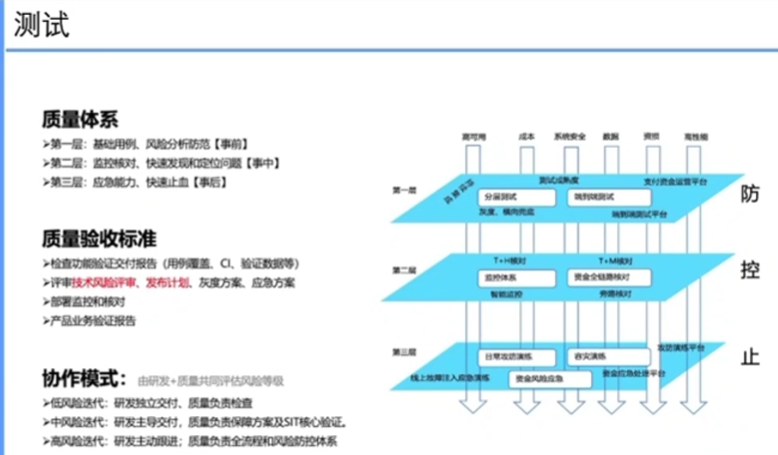 测试
质量体系
➢第一层：基础用例、风险分析防范【事前】
➢第二层：监控核对、快速发现和定位问题【事中】
➢第三层：应急能力、快速止血【事后】
质量验收标准
➢检查功能验证交付报告（用例覆盖、CI、验证数据等）
➢评审技术风险评审、发布计划、灰度方案、应急方案
➢部署监控和核对
➢产品业务验证报告
协作模式： 由研发+质量共同评估风险等级
➢低风险迭代：研发独立交付、质量负责检查
➢中风险迭代：研发主导交付，质量负责保障方案及SIT核心验证。
➢高风险迭代：研发主动跟进；质量负责全流程和风险防控体系
高可用 成本 系统安全 数据 资损 高性能
第一层
测试成熟度
支付资金运营平台
分层测试 端到端测试
灰度、横向兜底
端到端测试平台
防
第二层
T+H核对 T+M核对
监控体系 资金全链路核对
智能监控 旁路核对
控
第三层
攻防演练平台
日常攻防演练 容灾演练
线上故障注入应急演练 资金风险应急 资金应急处进平台
止